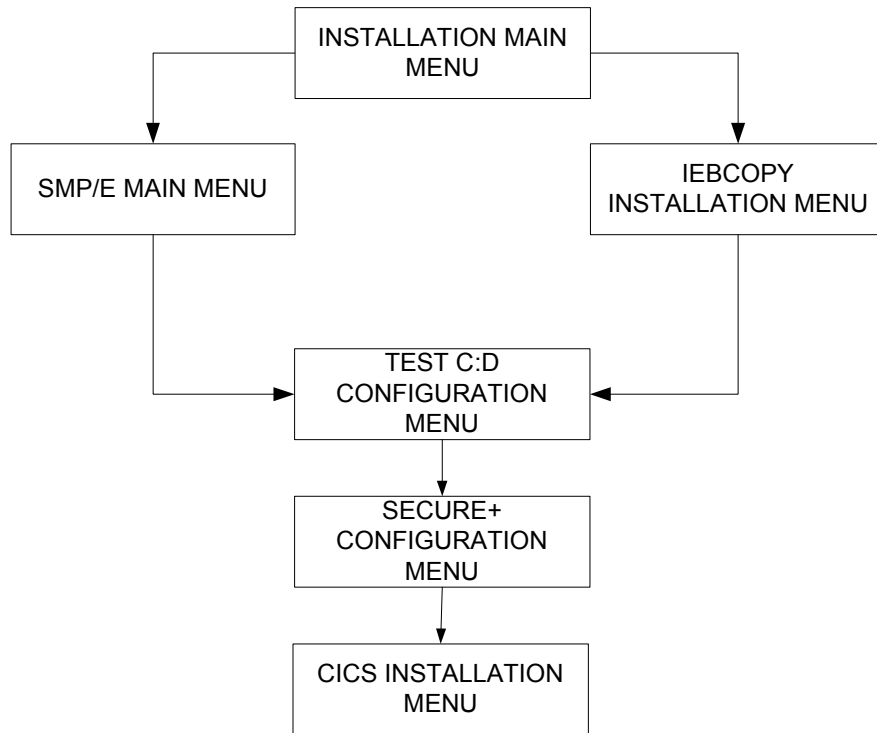 INSTALLATION MAIN
MENU
SMP/E MAIN MENU
IEBCOPY
INSTALLATION MENU
TEST C:D
CONFIGURATION
MENU
SECURE+
CONFIGURATION
MENU
CICS INSTALLATION
MENU